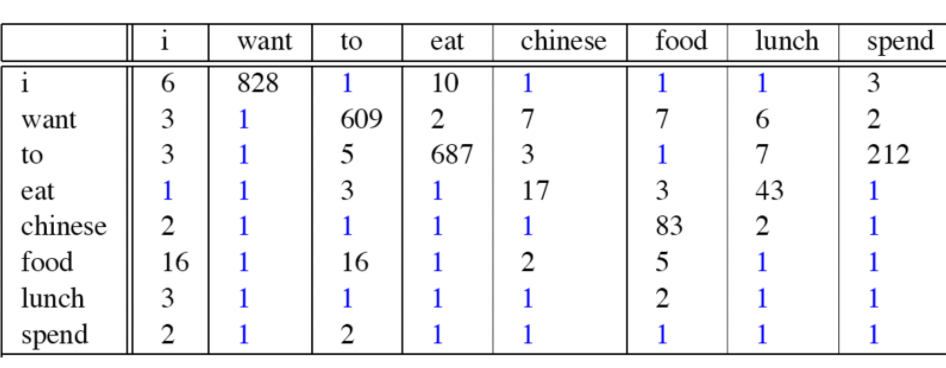 i want to eat chinese food lunch spend
i 6 828 1 10 1 1 1 3
want 3 1 609 2 7 7 6 2
to 3 1 5 687 3 1 7 212
eat 1 1 3 1 17 3 43 1
chinese 2 1 1 1 1 83 2 1
food 16 1 16 1 2 5 1 1
lunch 3 1 1 1 1 2 1 1
spend 2 1 2 1 1 1 1 1